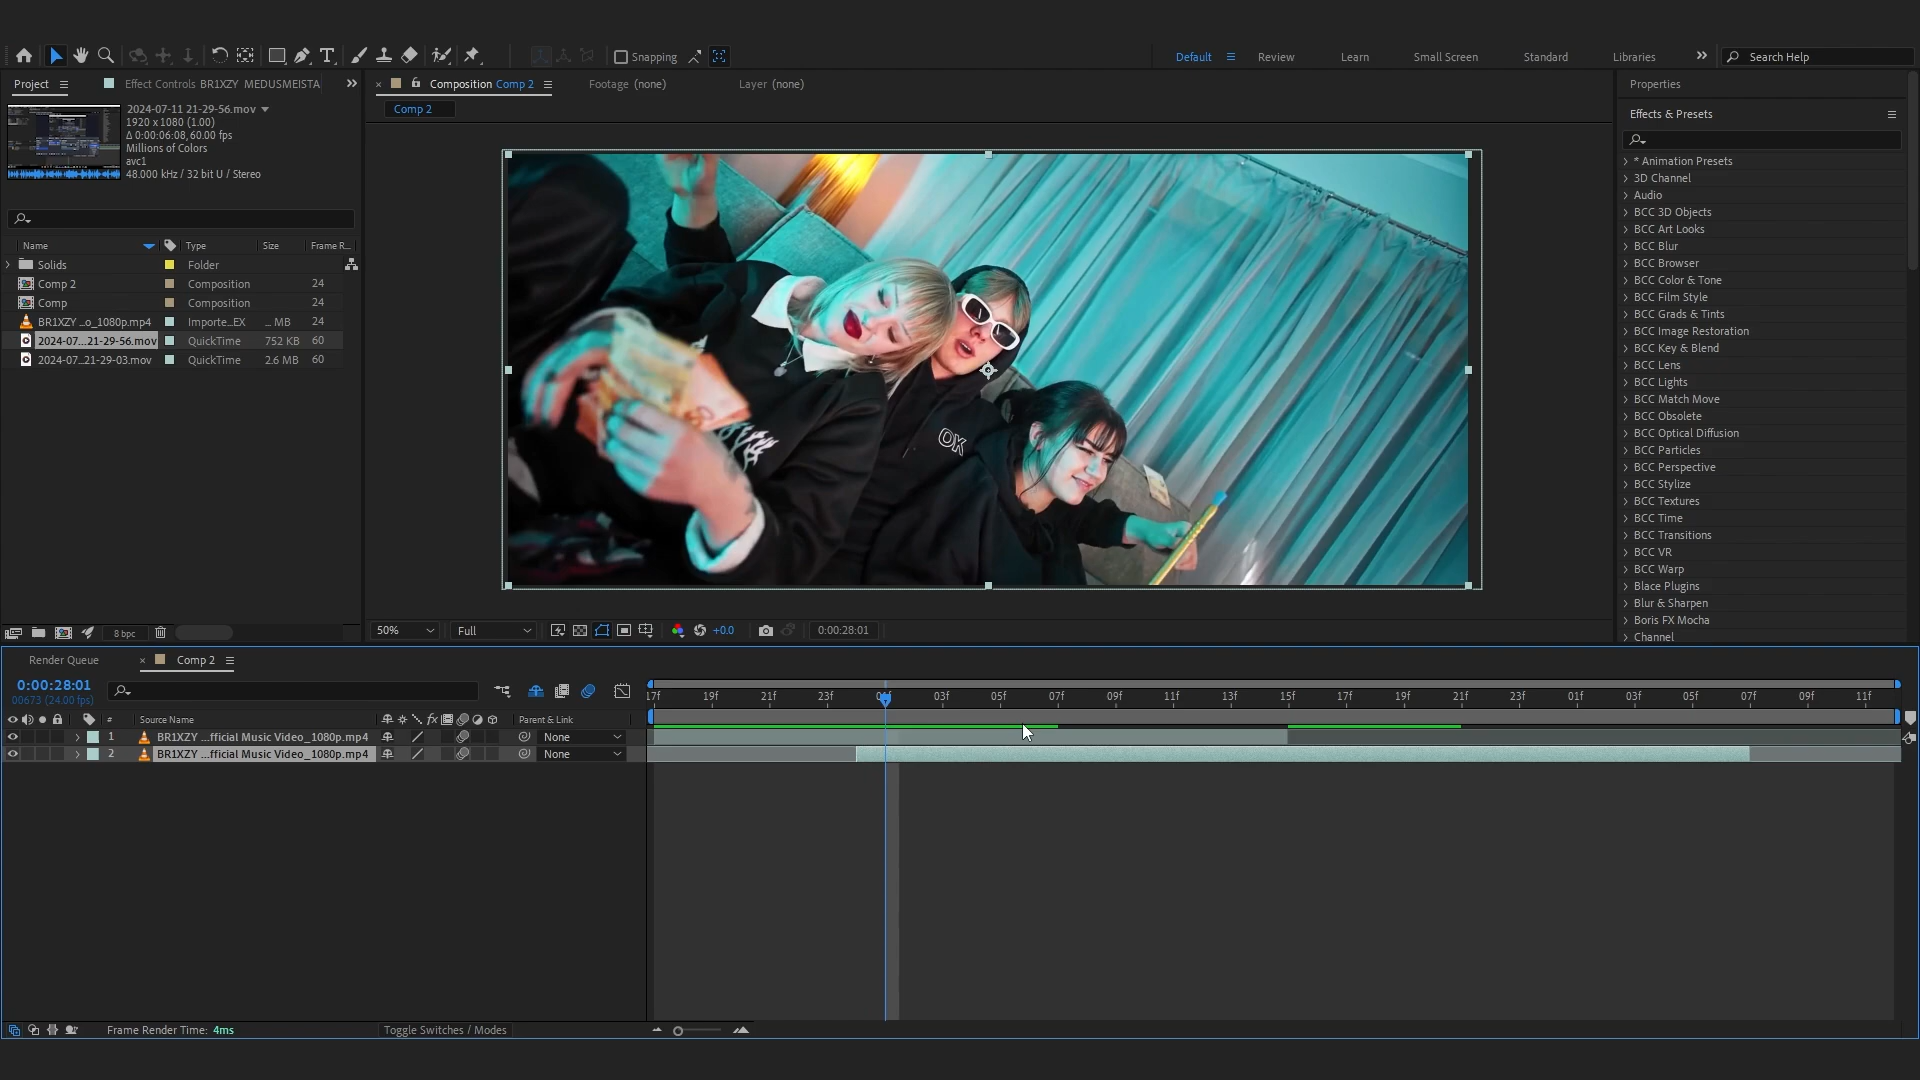 Snapping
Default
Review
Learn
Small Screen
Standard
Libraries
Search Help
Project
Effect Controls BR1XZY MEDUSMEISTA
Composition Comp 2
Footage (none)
Layer (none)
Properties
Comp 2
2024-07-11 21-29-56.mov
1920 x 1080 (1.00)
Δ 0:00:06:08, 60.00 fps
Millions of Colors
avc1
48.000 kHz / 32 bit U / Stereo
Name Type Size Frame R...
Solids Folder
Comp 2 Composition 24
Comp Composition 24
BR1XZY ...o_1080p.mp4 Importe...EX ... MB 24
2024-07...21-29-56.mov QuickTime 752 KB 60
2024-07...21-29-03.mov QuickTime 2.6 MB 60
8 bpc
OK
50%
Full
+0.0
0:00:28:01
Effects & Presets
* Animation Presets
3D Channel
Audio
BCC 3D Objects
BCC Art Looks
BCC Blur
BCC Browser
BCC Color & Tone
BCC Film Style
BCC Grads & Tints
BCC Image Restoration
BCC Key & Blend
BCC Lens
BCC Lights
BCC Match Move
BCC Obsolete
BCC Optical Diffusion
BCC Particles
BCC Perspective
BCC Stylize
BCC Textures
BCC Time
BCC Transitions
BCC VR
BCC Warp
Blace Plugins
Blur & Sharpen
Boris FX Mocha
Channel
Render Queue
Comp 2
0:00:28:01
00673 (24.00 fps)
17f 19f 21f 23f 01f 03f 05f 07f 09f 11f 13f 15f 17f 19f 21f 23f 01f 03f 05f 07f 09f 11f
# Source Name fx Parent & Link
1 BR1XZY ...fficial Music Video_1080p.mp4 None
2 BR1XZY ...fficial Music Video_1080p.mp4 None
Frame Render Time: 4ms
Toggle Switches / Modes